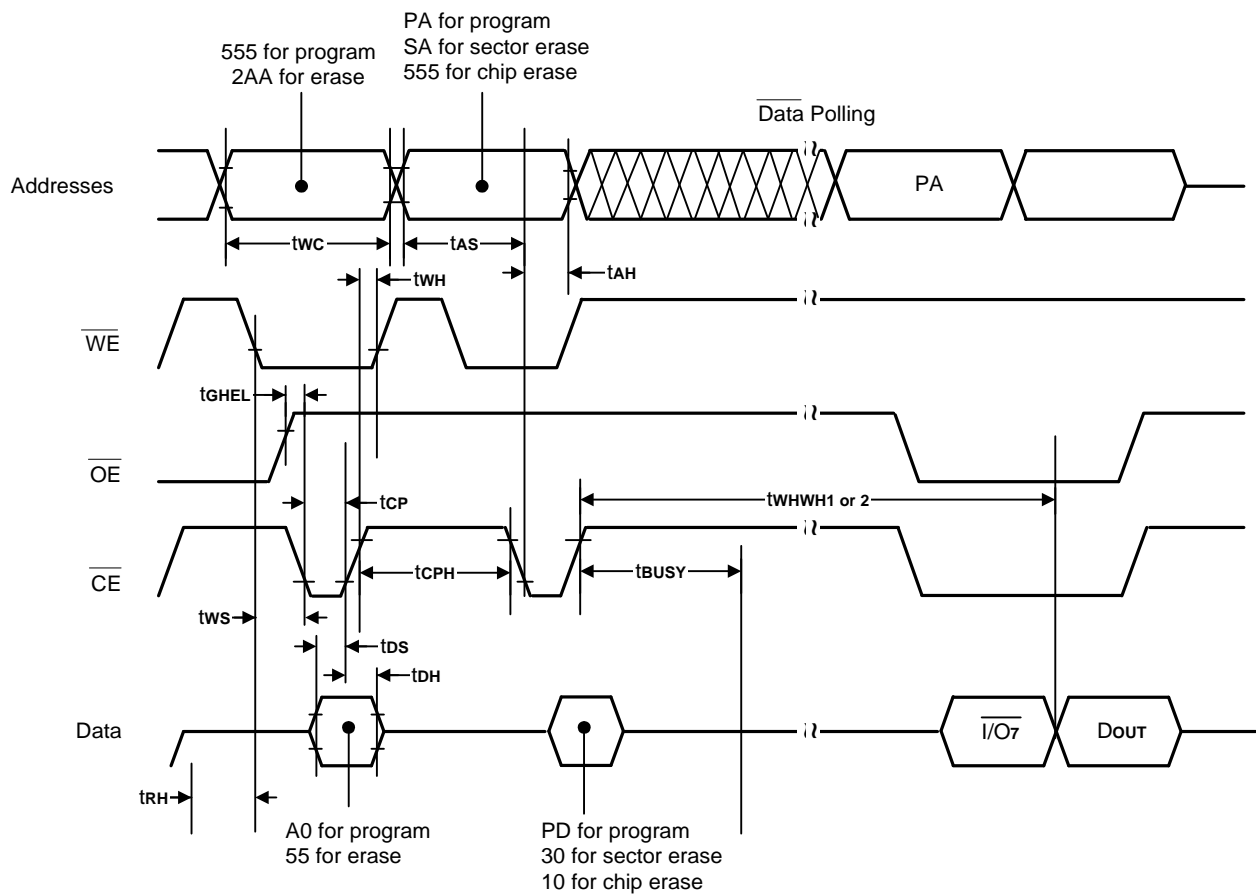 555 for program
2AA for erase
PA for program
SA for sector erase
555 for chip erase
Data Polling
Addresses
PA
tWC
tAS
tWH
tAH
WE
tGHEL
OE
tCP
tWHWH1 or 2
CE
tCPH
tBUSY
tWS
tDS
tDH
Data
I/O7
DOUT
tRH
A0 for program
55 for erase
PD for program
30 for sector erase
10 for chip erase